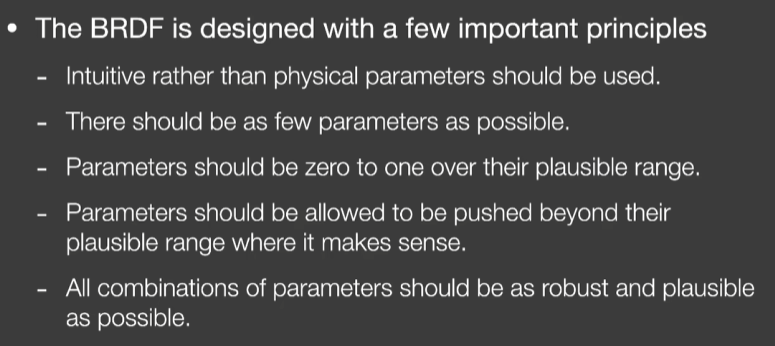 • The BRDF is designed with a few important principles
- Intuitive rather than physical parameters should be used.
- There should be as few parameters as possible.
- Parameters should be zero to one over their plausible range.
- Parameters should be allowed to be pushed beyond their
plausible range where it makes sense.
- All combinations of parameters should be as robust and plausible
as possible.